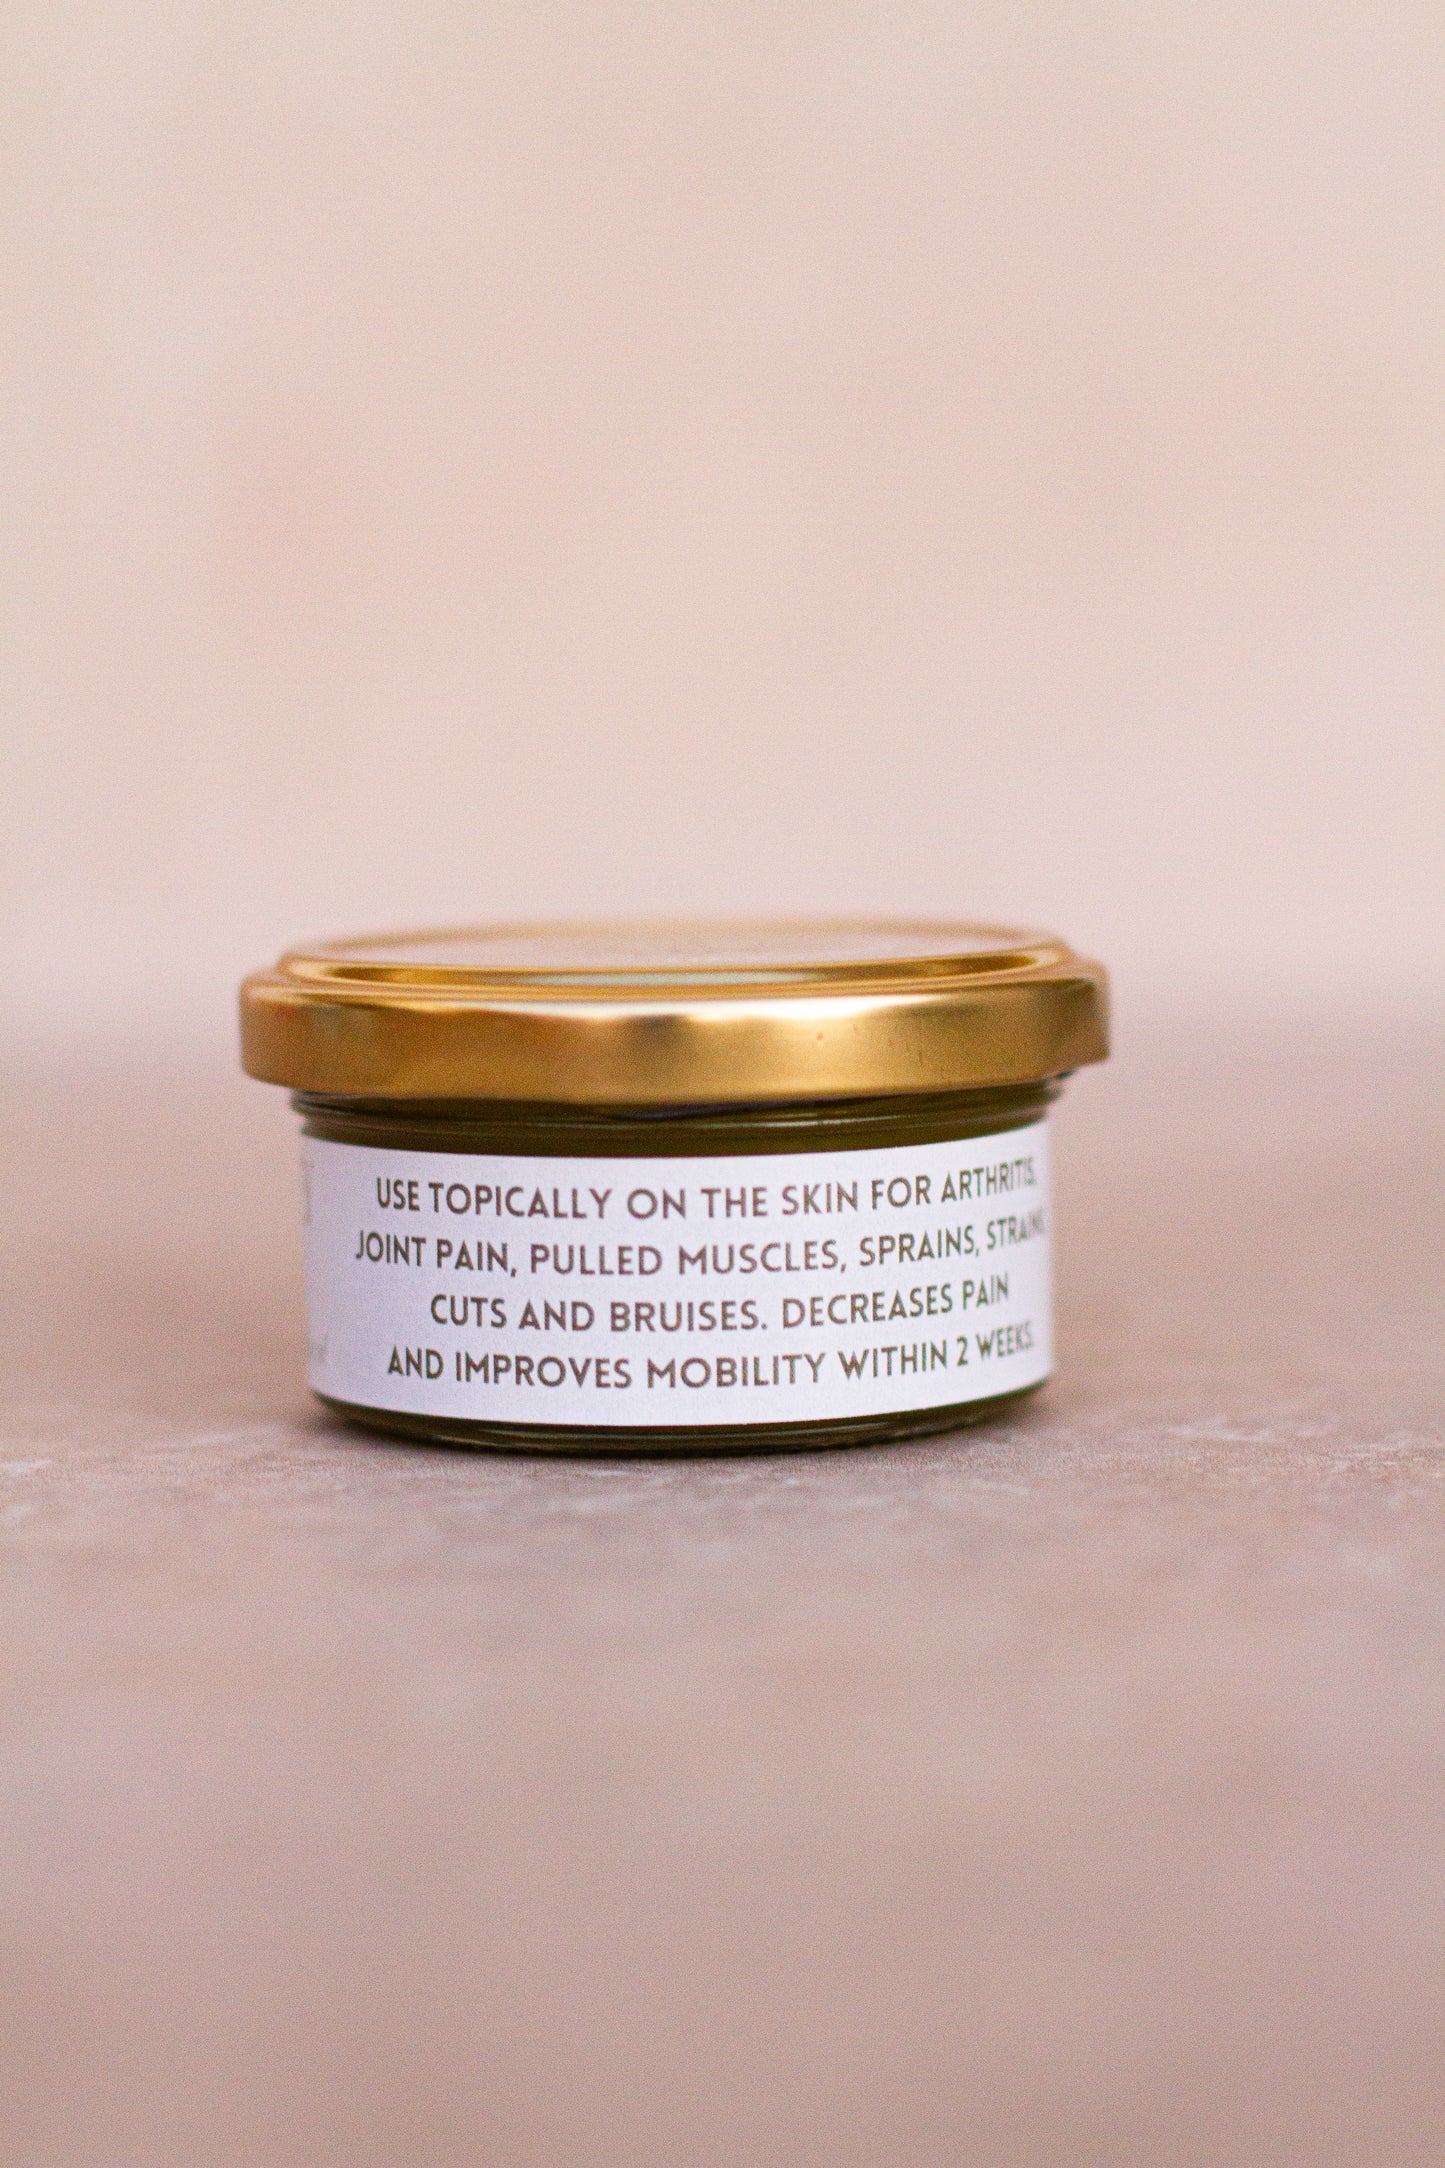 USE TOPICALLY ON THE SKIN FOR ARTHRITIS,
JOINT PAIN, PULLED MUSCLES, SPRAINS, STRAINS,
CUTS AND BRUISES. DECREASES PAIN
AND IMPROVES MOBILITY WITHIN 2 WEEKS.